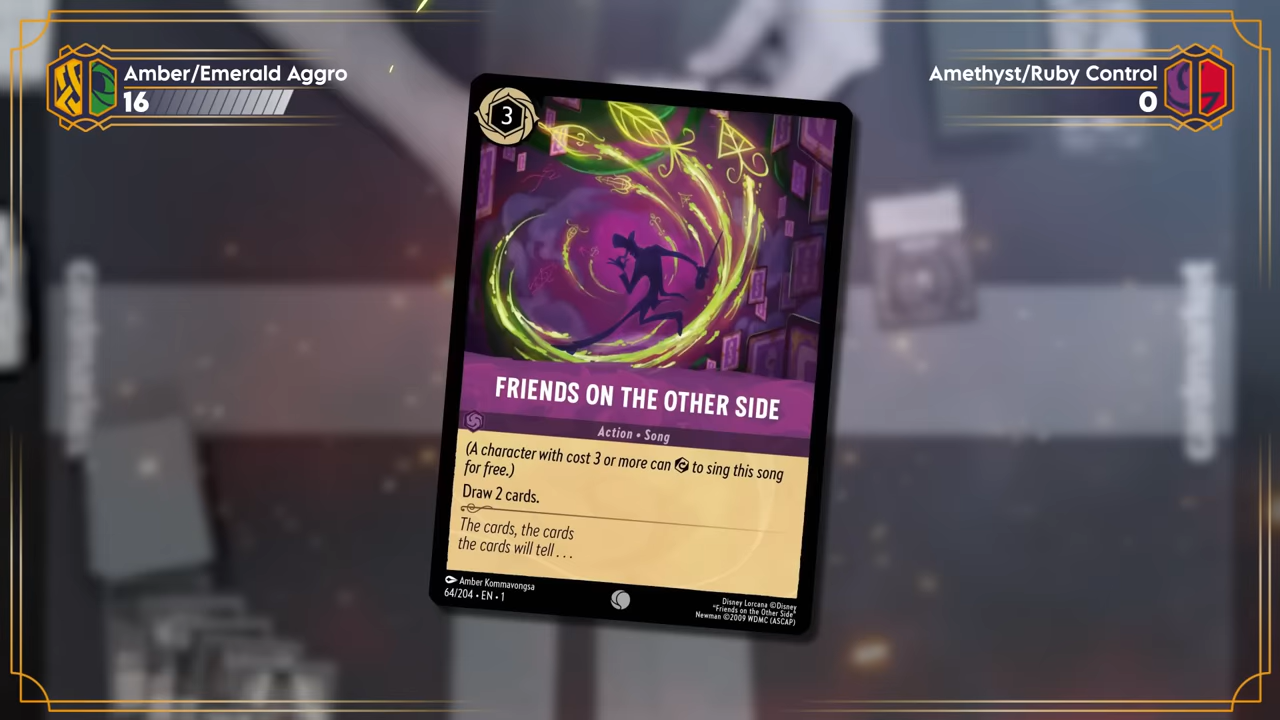 Amber/Emerald Aggro
16
Amethyst/Ruby Control
0
3
FRIENDS ON THE OTHER SIDE
Action • Song
(A character with cost 3 or more can to sing this song
for free.)
Draw 2 cards.
The cards, the cards
the cards will tell . . .
Amber Kommavongsa
64/204 • EN • 1
Disney Lorcana ©Disney
"Friends on the Other Side"
Newman ©2009 WDMC (ASCAP)
cardmarket
cardmarket